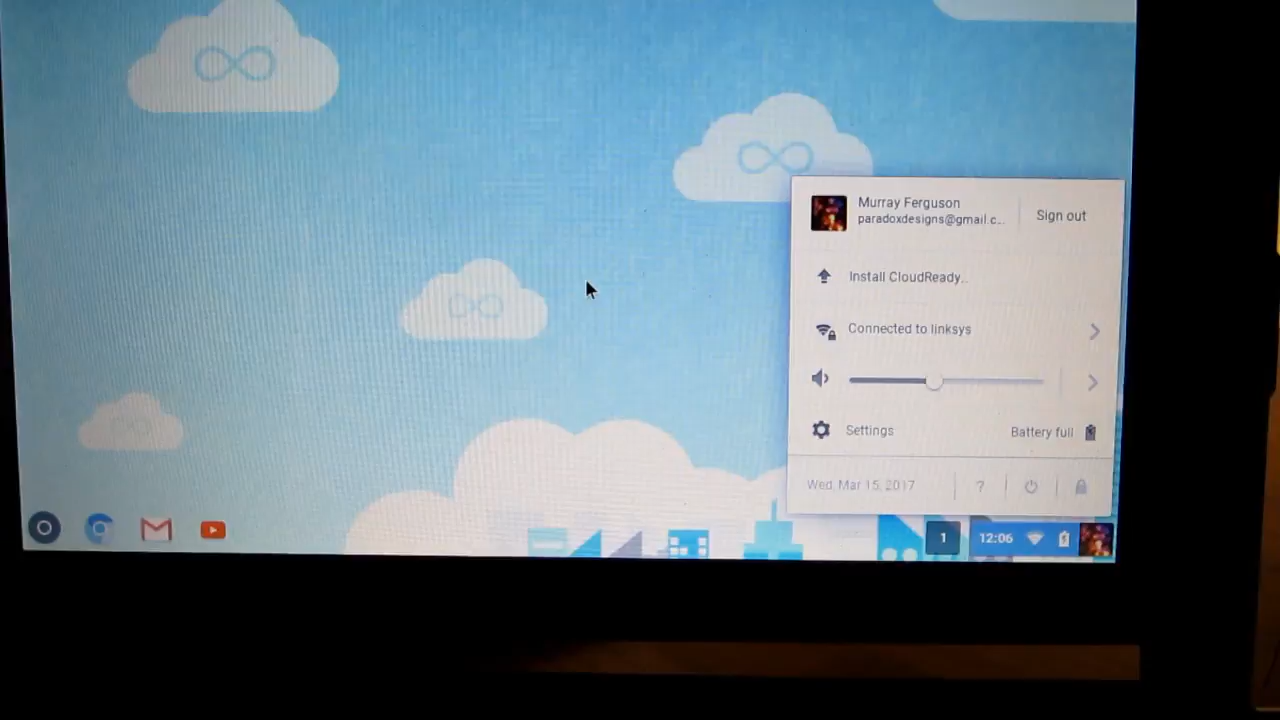 Murray Ferguson
paradoxdesigns@gmail.c...
Sign out
Install CloudReady..
Connected to linksys
Settings
Battery full
Wed, Mar 15, 2017
?
1
12:06